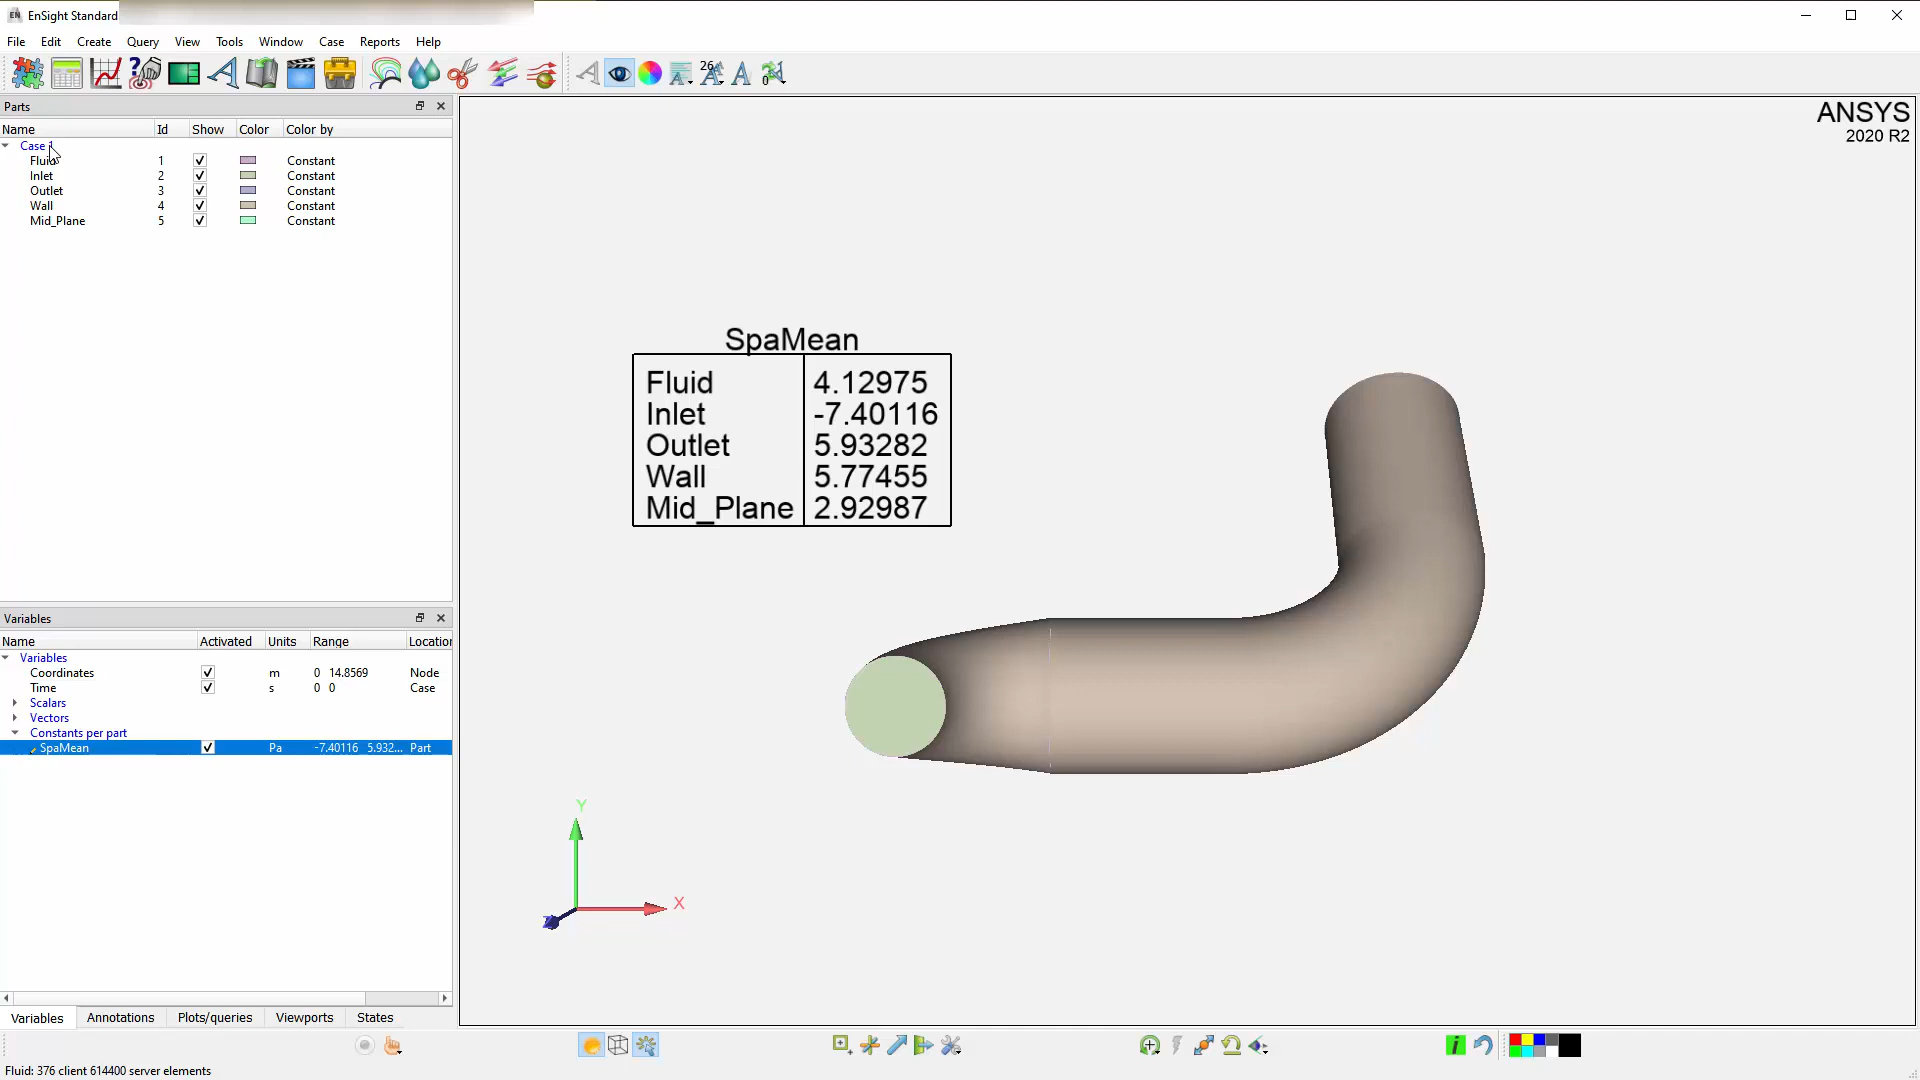 EnSight Standard
File Edit Create Query View Tools Window Case Reports Help
26
Parts
Name Id Show Color Color by
Case
Fluid 1 Constant
Inlet 2 Constant
Outlet 3 Constant
Wall 4 Constant
Mid_Plane 5 Constant
ANSYS
2020 R2
SpaMean
Fluid 4.12975
Inlet -7.40116
Outlet 5.93282
Wall 5.77455
Mid_Plane 2.92987
Variables
Name Activated Units Range Location
Variables
Coordinates m 0 14.8569 Node
Time s 0 0 Case
Scalars
Vectors
Constants per part
SpaMean Pa -7.40116 5.932... Part
Y
X
Variables Annotations Plots/queries Viewports States
Fluid: 376 client 614400 server elements